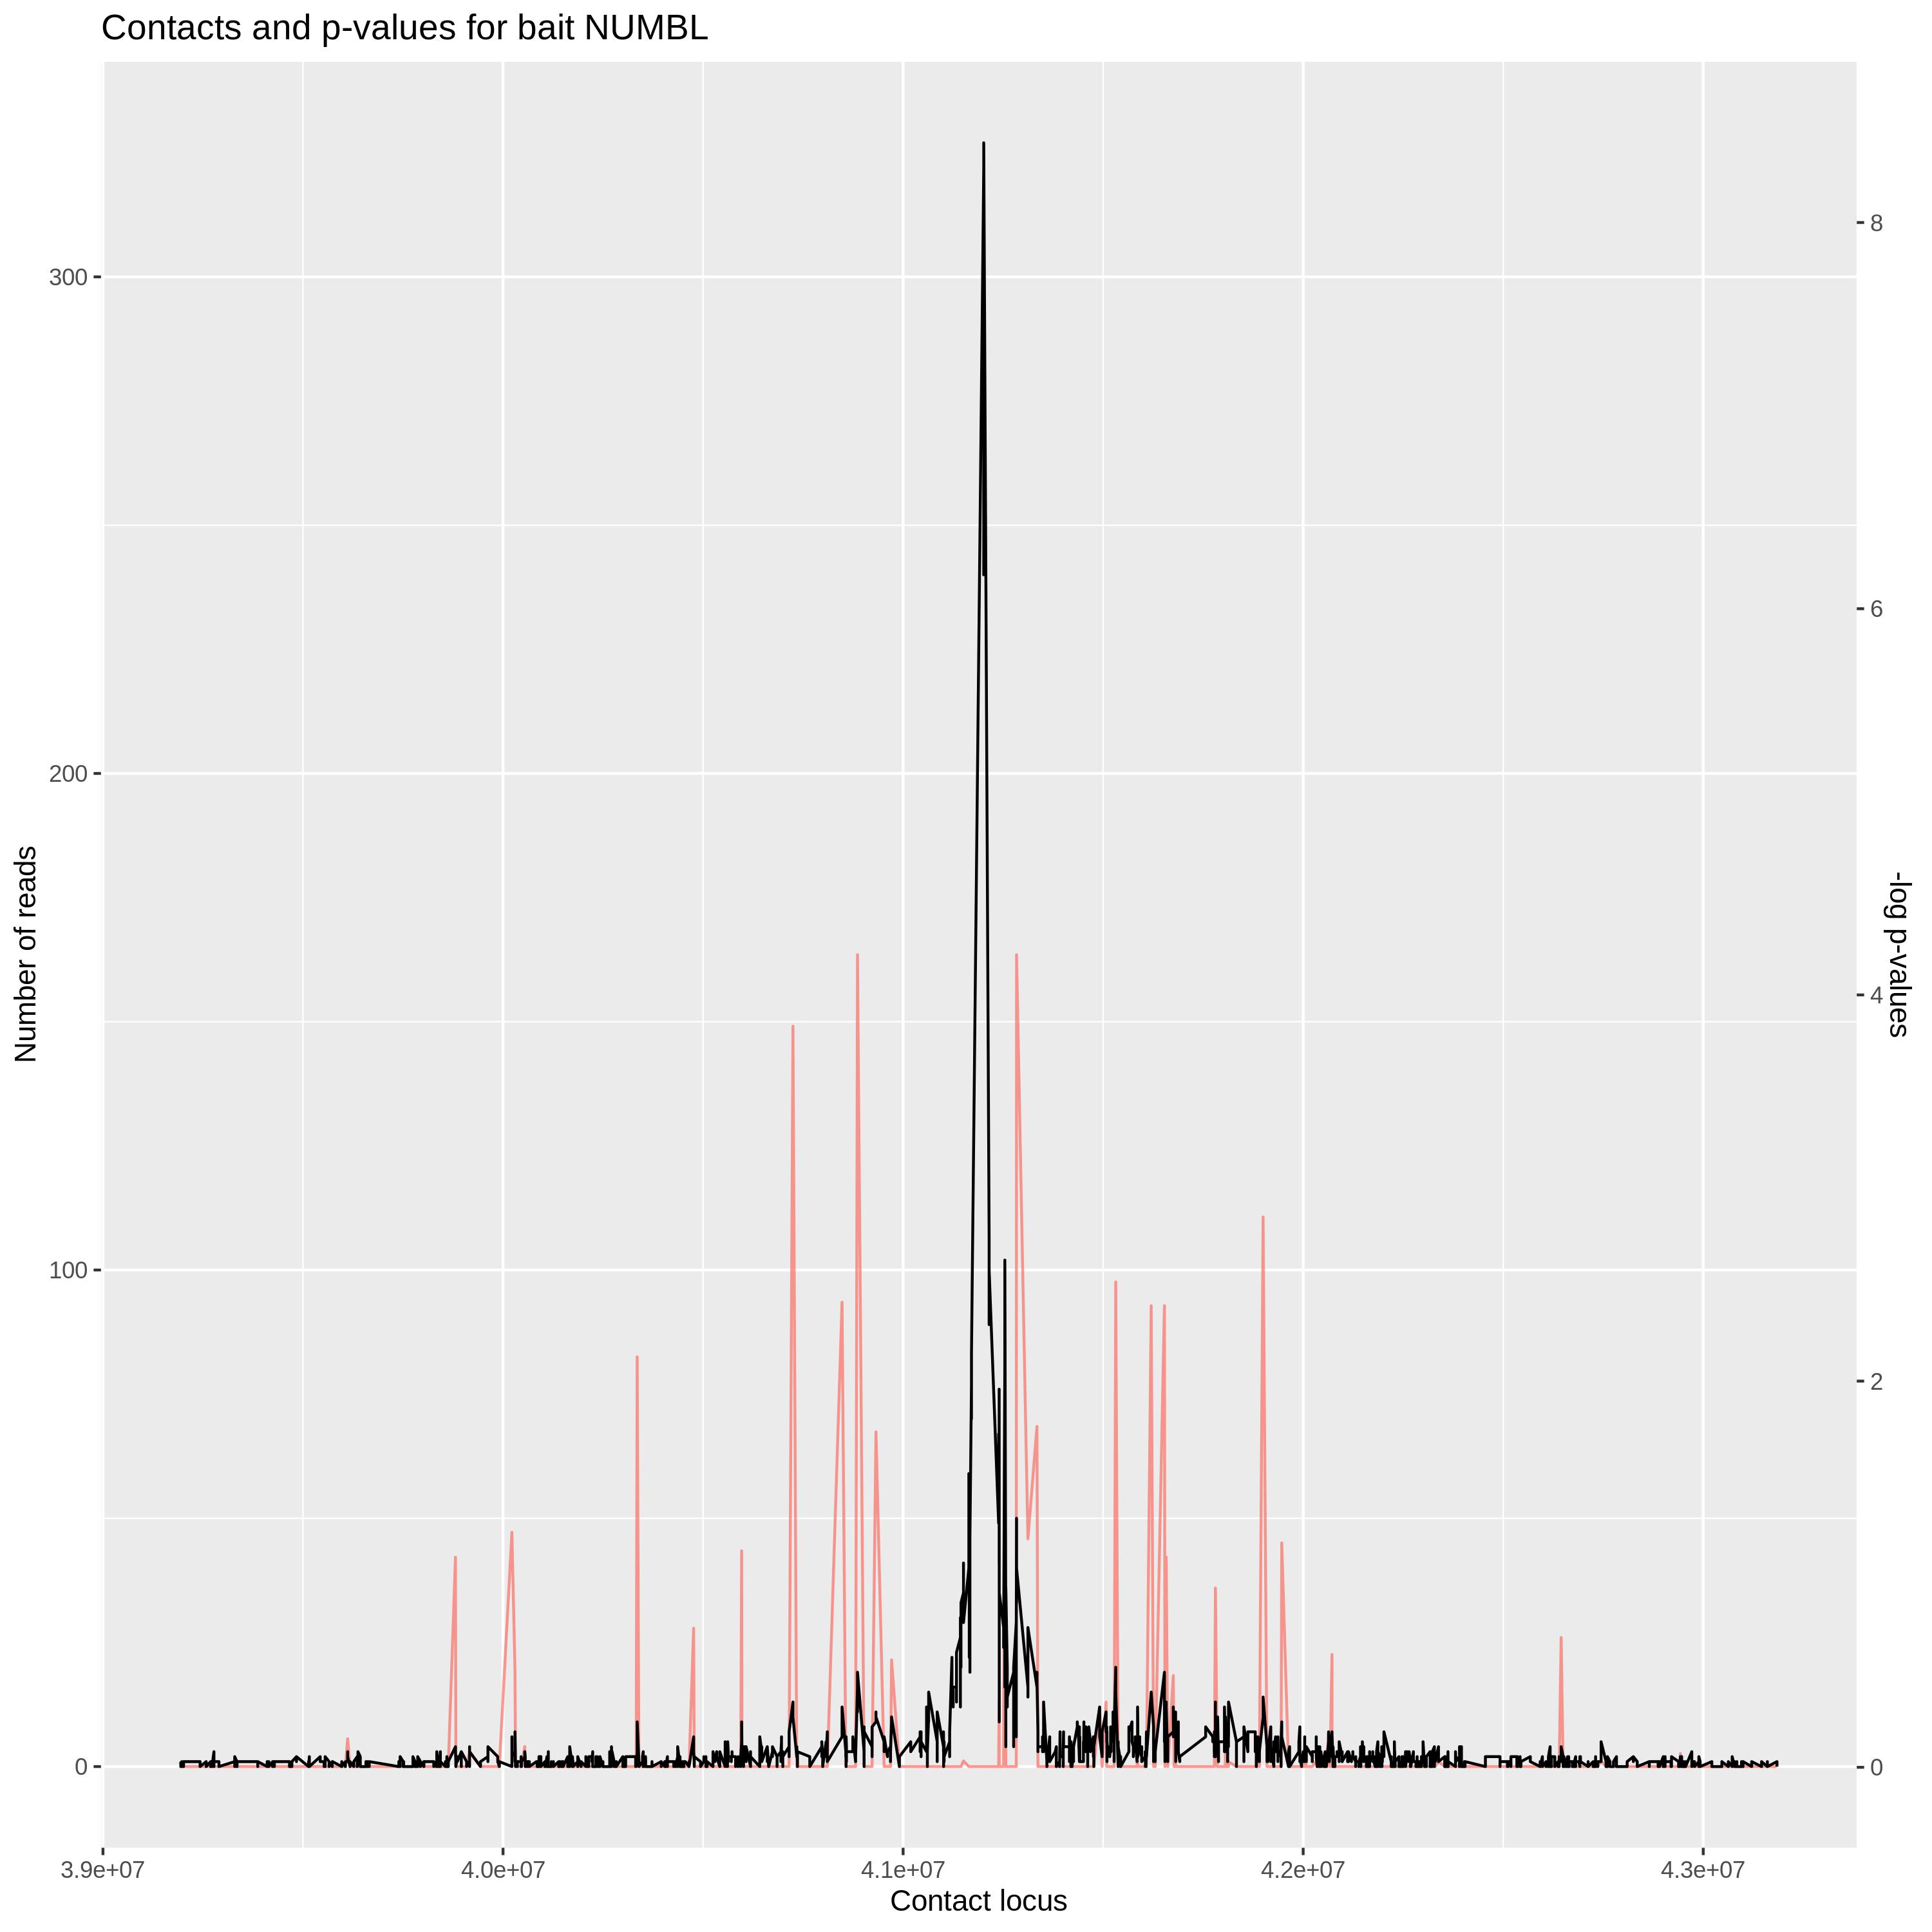 Contacts and p-values for bait NUMBL
Number of reads
300
200
100
0
8
6
4
2
0
-log p-values
3.9e+07
4.0e+07
4.1e+07
4.2e+07
4.3e+07
Contact locus